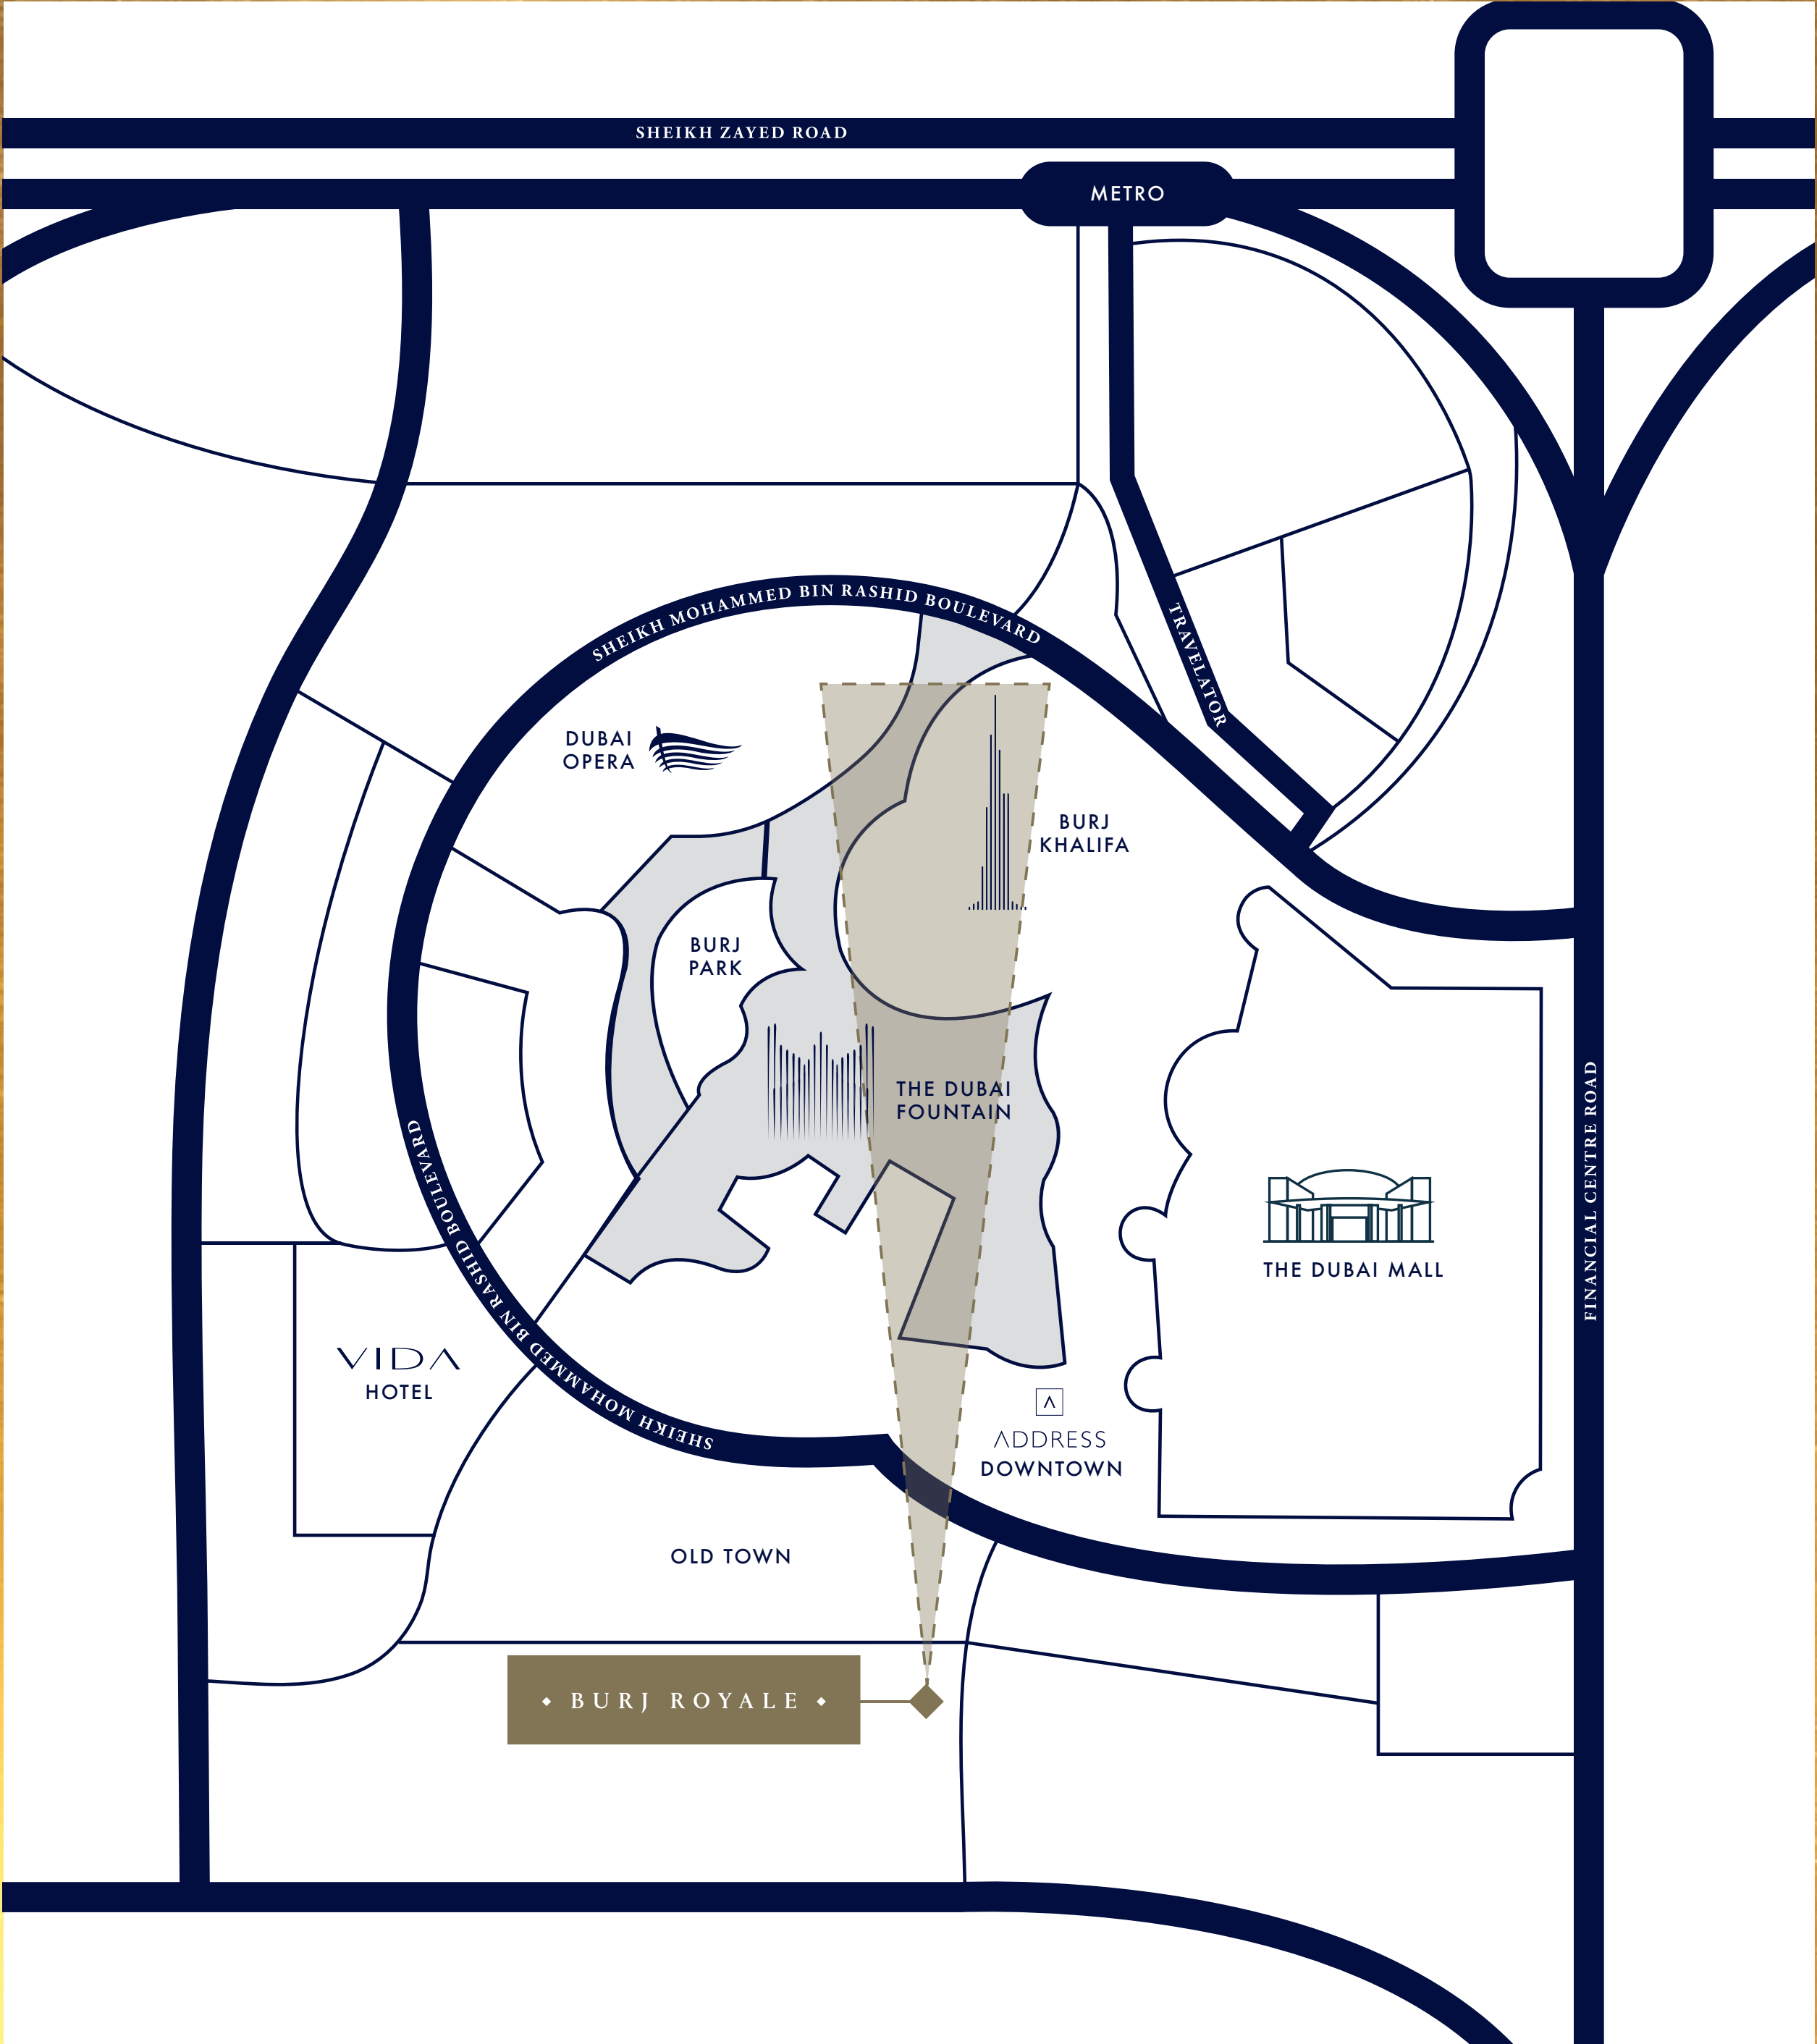 SHEIKH ZAYED ROAD
METRO
SHEIKH MOHAMMED BIN RASHID BOULEVARD
TRAVELATOR
DUBAI
OPERA
BURJ
KHALIFA
BURJ
PARK
THE DUBAI
FOUNTAIN
THE DUBAI MALL
FINANCIAL CENTRE ROAD
SHEIKH MOHAMMED BIN RASHID BOULEVARD
VIDA
HOTEL
ADDRESS
DOWNTOWN
OLD TOWN
BURJ ROYALE